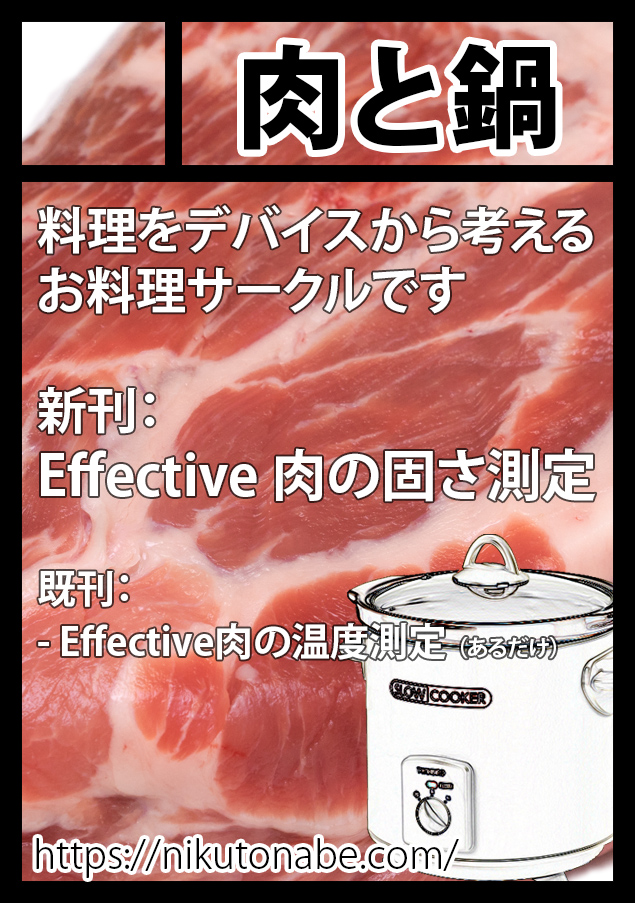 肉と鍋
料理をデバイスから考える
お料理サークルです
新刊：
Effective 肉の固さ測定
既刊：
- Effective肉の温度測定（あるだけ）
SLOW COOKER
https://nikutonabe.com/